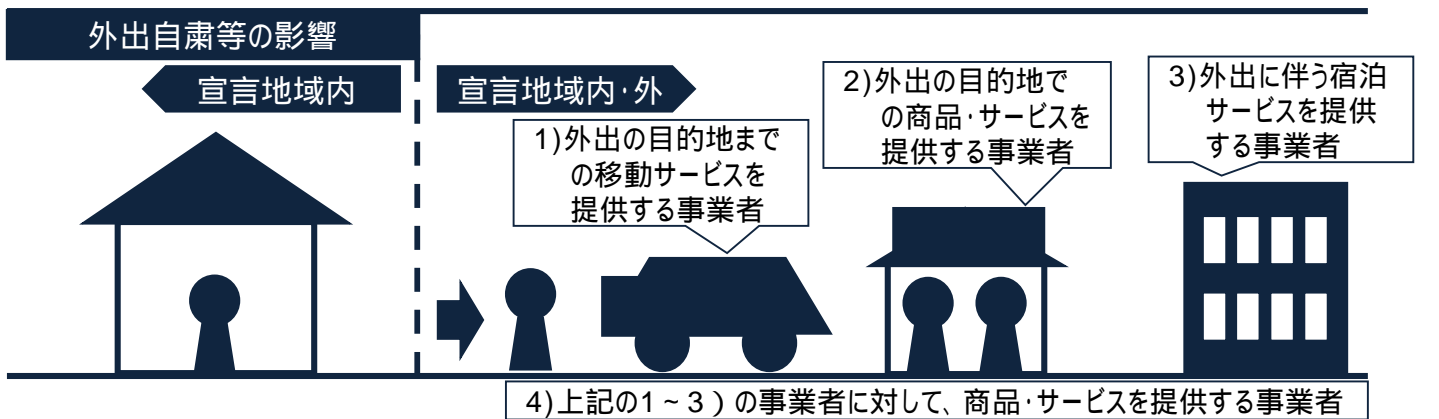 外出自粛等の影響
宣言地域内
宣言地域内・外
1)外出の目的地まで
の移動サービスを
提供する事業者
2)外出の目的地で
の商品・サービスを
提供する事業者
3)外出に伴う宿泊
サービスを提供
する事業者
4)上記の1~3)の事業者に対して、商品・サービスを提供する事業者